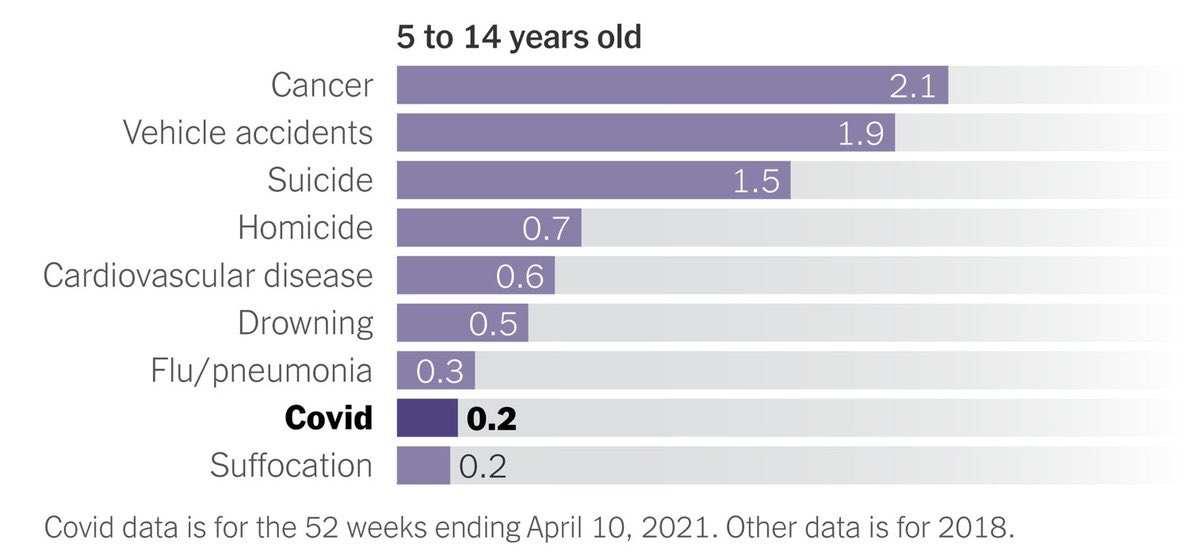 5 to 14 years old
Cancer 2.1
Vehicle accidents 1.9
Suicide 1.5
Homicide 0.7
Cardiovascular disease 0.6
Drowning 0.5
Flu/pneumonia 0.3
Covid 0.2
Suffocation 0.2
Covid data is for the 52 weeks ending April 10, 2021. Other data is for 2018.